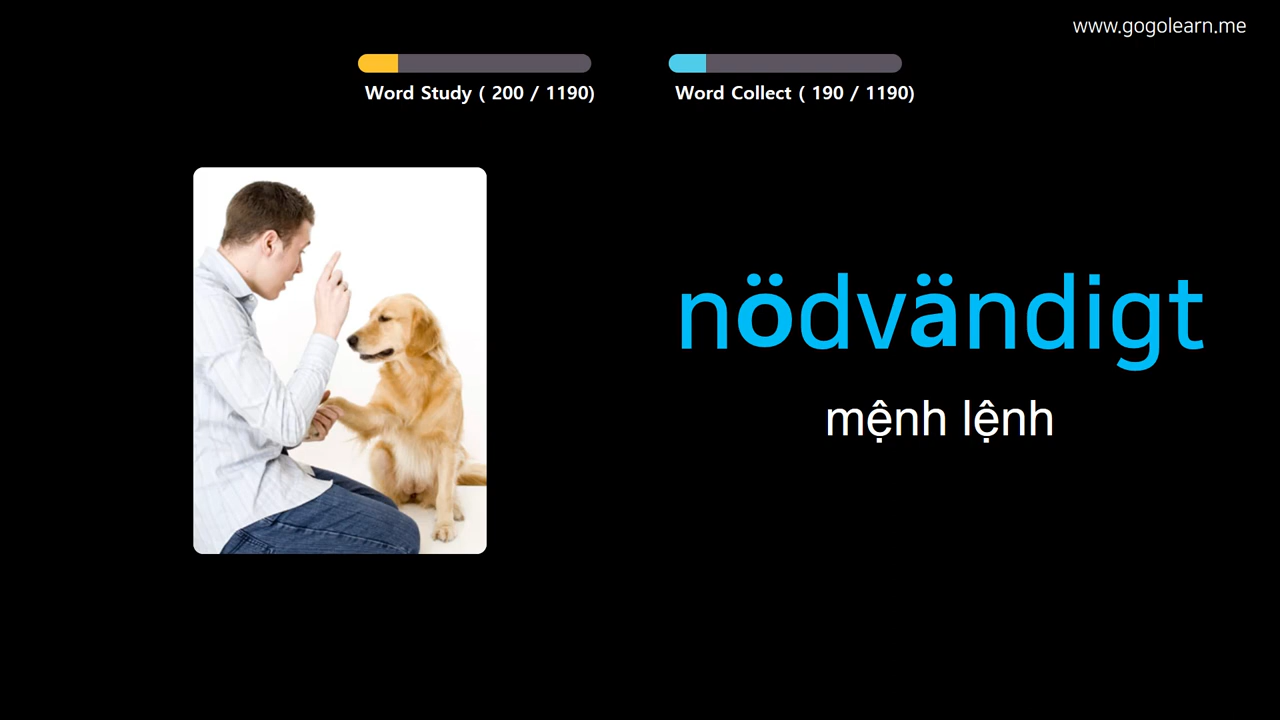 www.gogolearn.me
Word Study ( 200 / 1190)
Word Collect ( 190 / 1190)
nödvändigt
mệnh lệnh